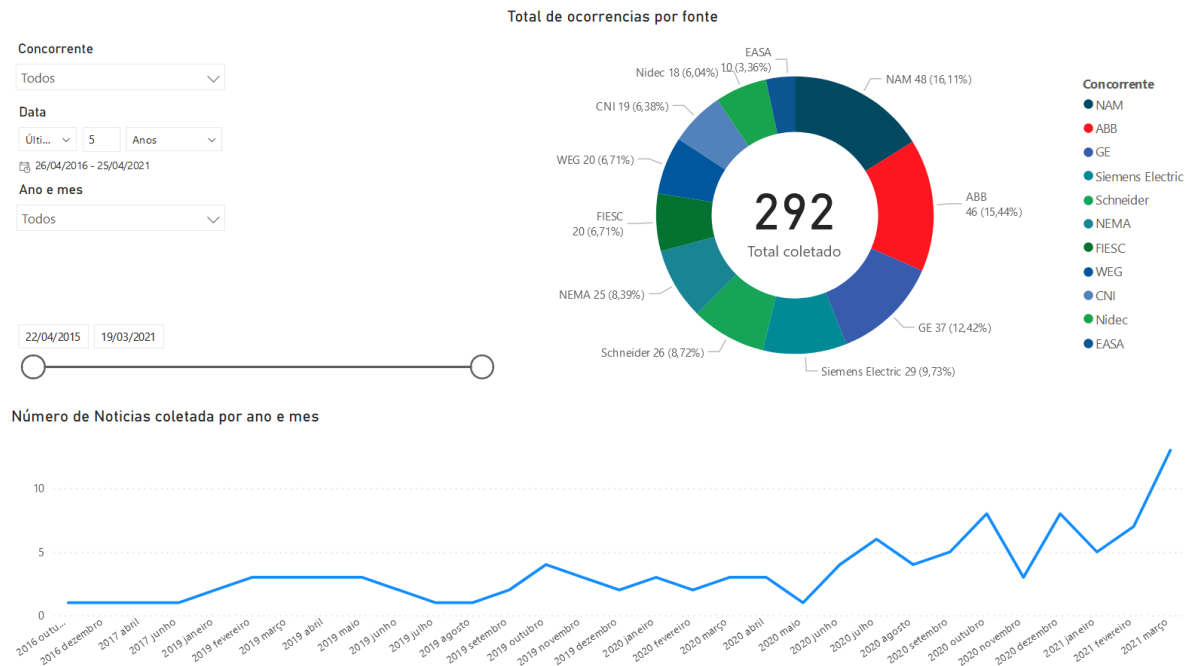 Total de ocorrencias por fonte
Concorrente
Todos
Data
Últi...
5
Anos
26/04/2016 - 25/04/2021
Ano e mes
Todos
22/04/2015
19/03/2021
EASA
10 (3,36%)
Nidec 18 (6,04%)
CNI 19 (6,38%)
WEG 20 (6,71%)
FIESC
20 (6,71%)
NEMA 25 (8,39%)
Schneider 26 (8,72%)
NAM 48 (16,11%)
ABB
46 (15,44%)
GE 37 (12,42%)
Siemens Electric 29 (9,73%)
292
Total coletado
Concorrente
NAM
ABB
GE
Siemens Electric
Schneider
NEMA
FIESC
WEG
CNI
Nidec
EASA
Número de Noticias coletada por ano e mes
10
5
0
2016 outu...
2016 dezembro
2017 abril
2017 junho
2019 janeiro
2019 fevereiro
2019 março
2019 abril
2019 maio
2019 junho
2019 julho
2019 agosto
2019 setembro
2019 outubro
2019 novembro
2019 dezembro
2020 janeiro
2020 fevereiro
2020 março
2020 abril
2020 maio
2020 junho
2020 julho
2020 agosto
2020 setembro
2020 outubro
2020 novembro
2020 dezembro
2021 janeiro
2021 fevereiro
2021 março